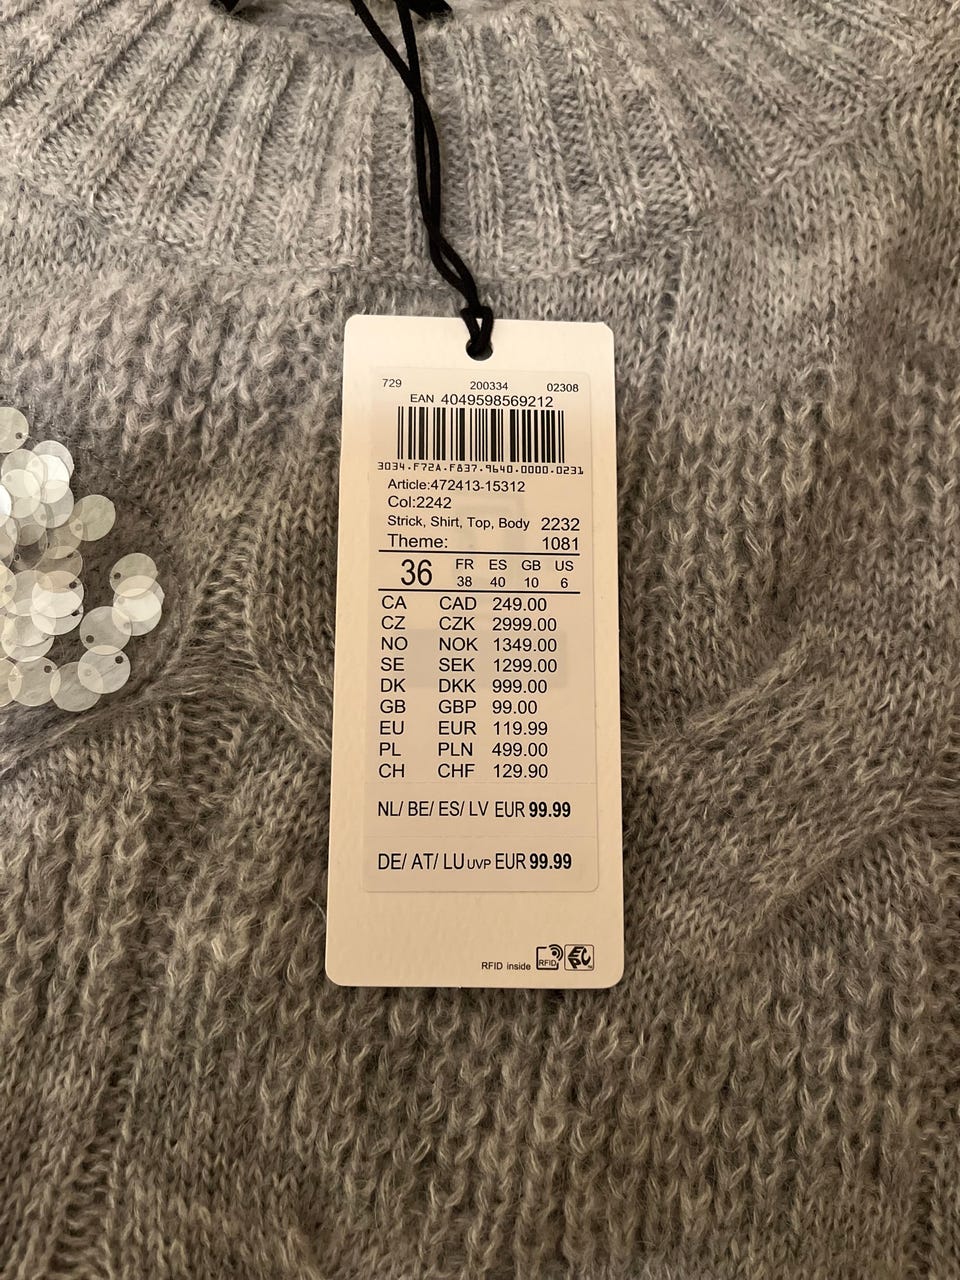 729 200334 02308
EAN 4049598569212
3034.F72A.F837.9640.0000.0231
Article:472413-15312
Col:2242
Strick, Shirt, Top, Body 2232
Theme: 1081
36 FR ES GB US
38 40 10 6
CA CAD 249.00
CZ CZK 2999.00
NO NOK 1349.00
SE SEK 1299.00
DK DKK 999.00
GB GBP 99.00
EU EUR 119.99
PL PLN 499.00
CH CHF 129.90
NL/ BE/ ES/ LV EUR 99.99
DE/ AT/ LU UVP EUR 99.99
RFID inside RFID EPC